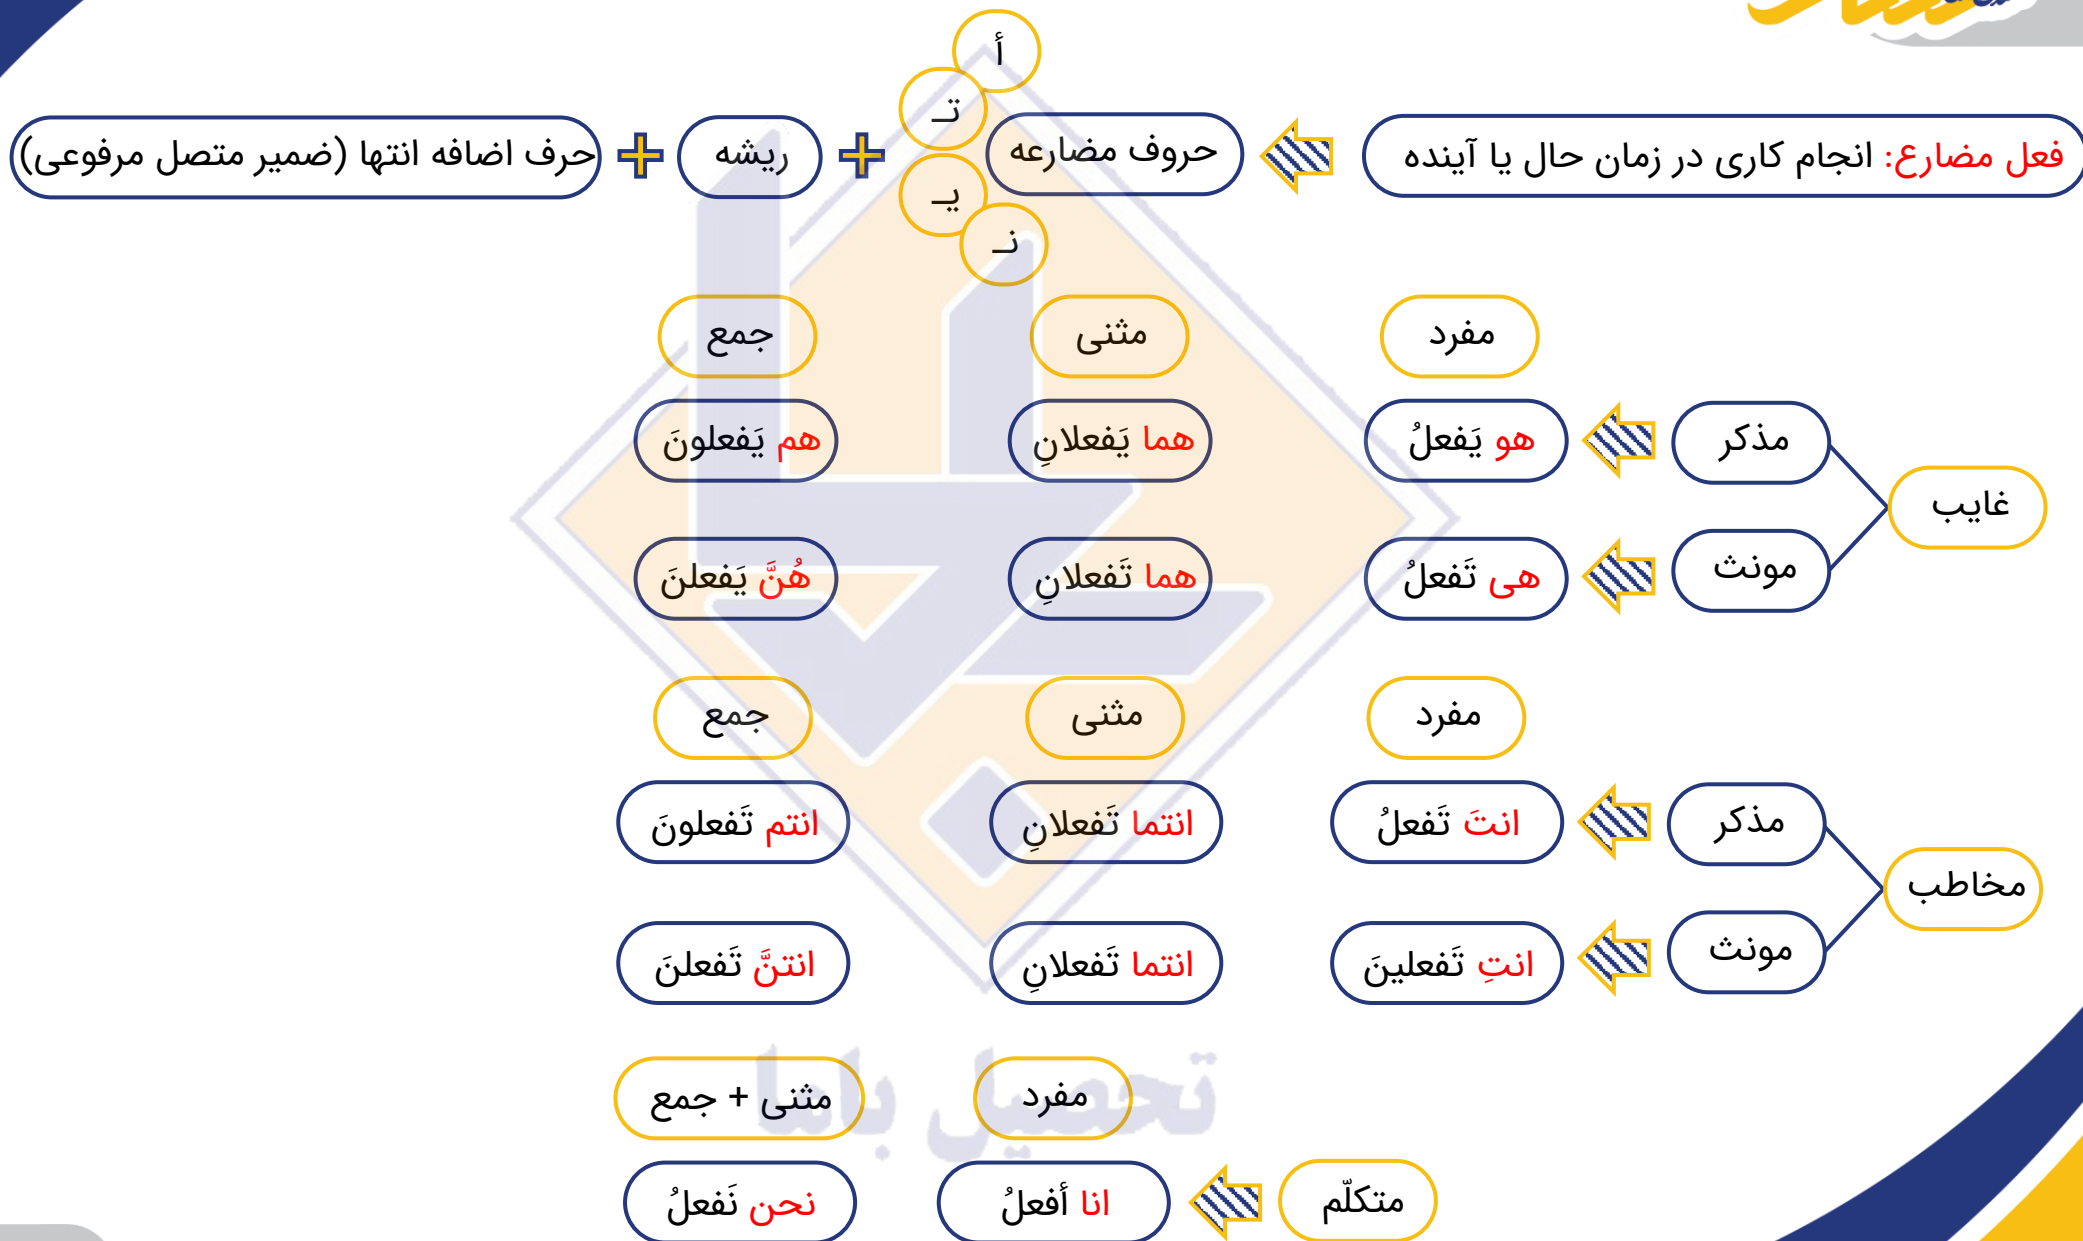 فعل مضارع: انجام کاری در زمان حال یا آینده
حروف مضارعه
أ
تـ
یـ
نـ
+
ریشه
+
حرف اضافه انتها (ضمیر متصل مرفوعی)
مفرد
مثنی
جمع
غایب
مذکر
هو یَفعلُ
هما یَفعلانِ
هم یَفعلونَ
مونث
هی تَفعلُ
هما تَفعلانِ
هُنَّ یَفعلنَ
مفرد
مثنی
جمع
مخاطب
مذکر
انتَ تَفعلُ
انتما تَفعلانِ
انتم تَفعلونَ
مونث
انتِ تَفعلینَ
انتما تَفعلانِ
انتنَّ تَفعلنَ
مفرد
مثنی + جمع
متکلّم
انا أفعلُ
نحن نَفعلُ
تحصیل باما